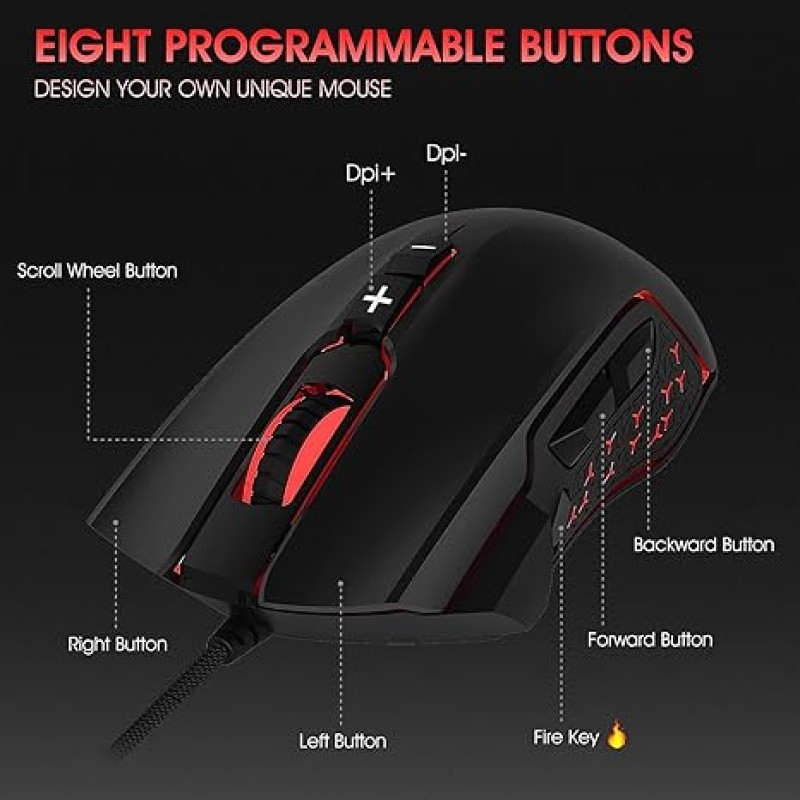 EIGHT PROGRAMMABLE BUTTONS
DESIGN YOUR OWN UNIQUE MOUSE
Dpi-
Dpi+
Scroll Wheel Button
Backward Button
Right Button
Forward Button
Left Button
Fire Key 🔥